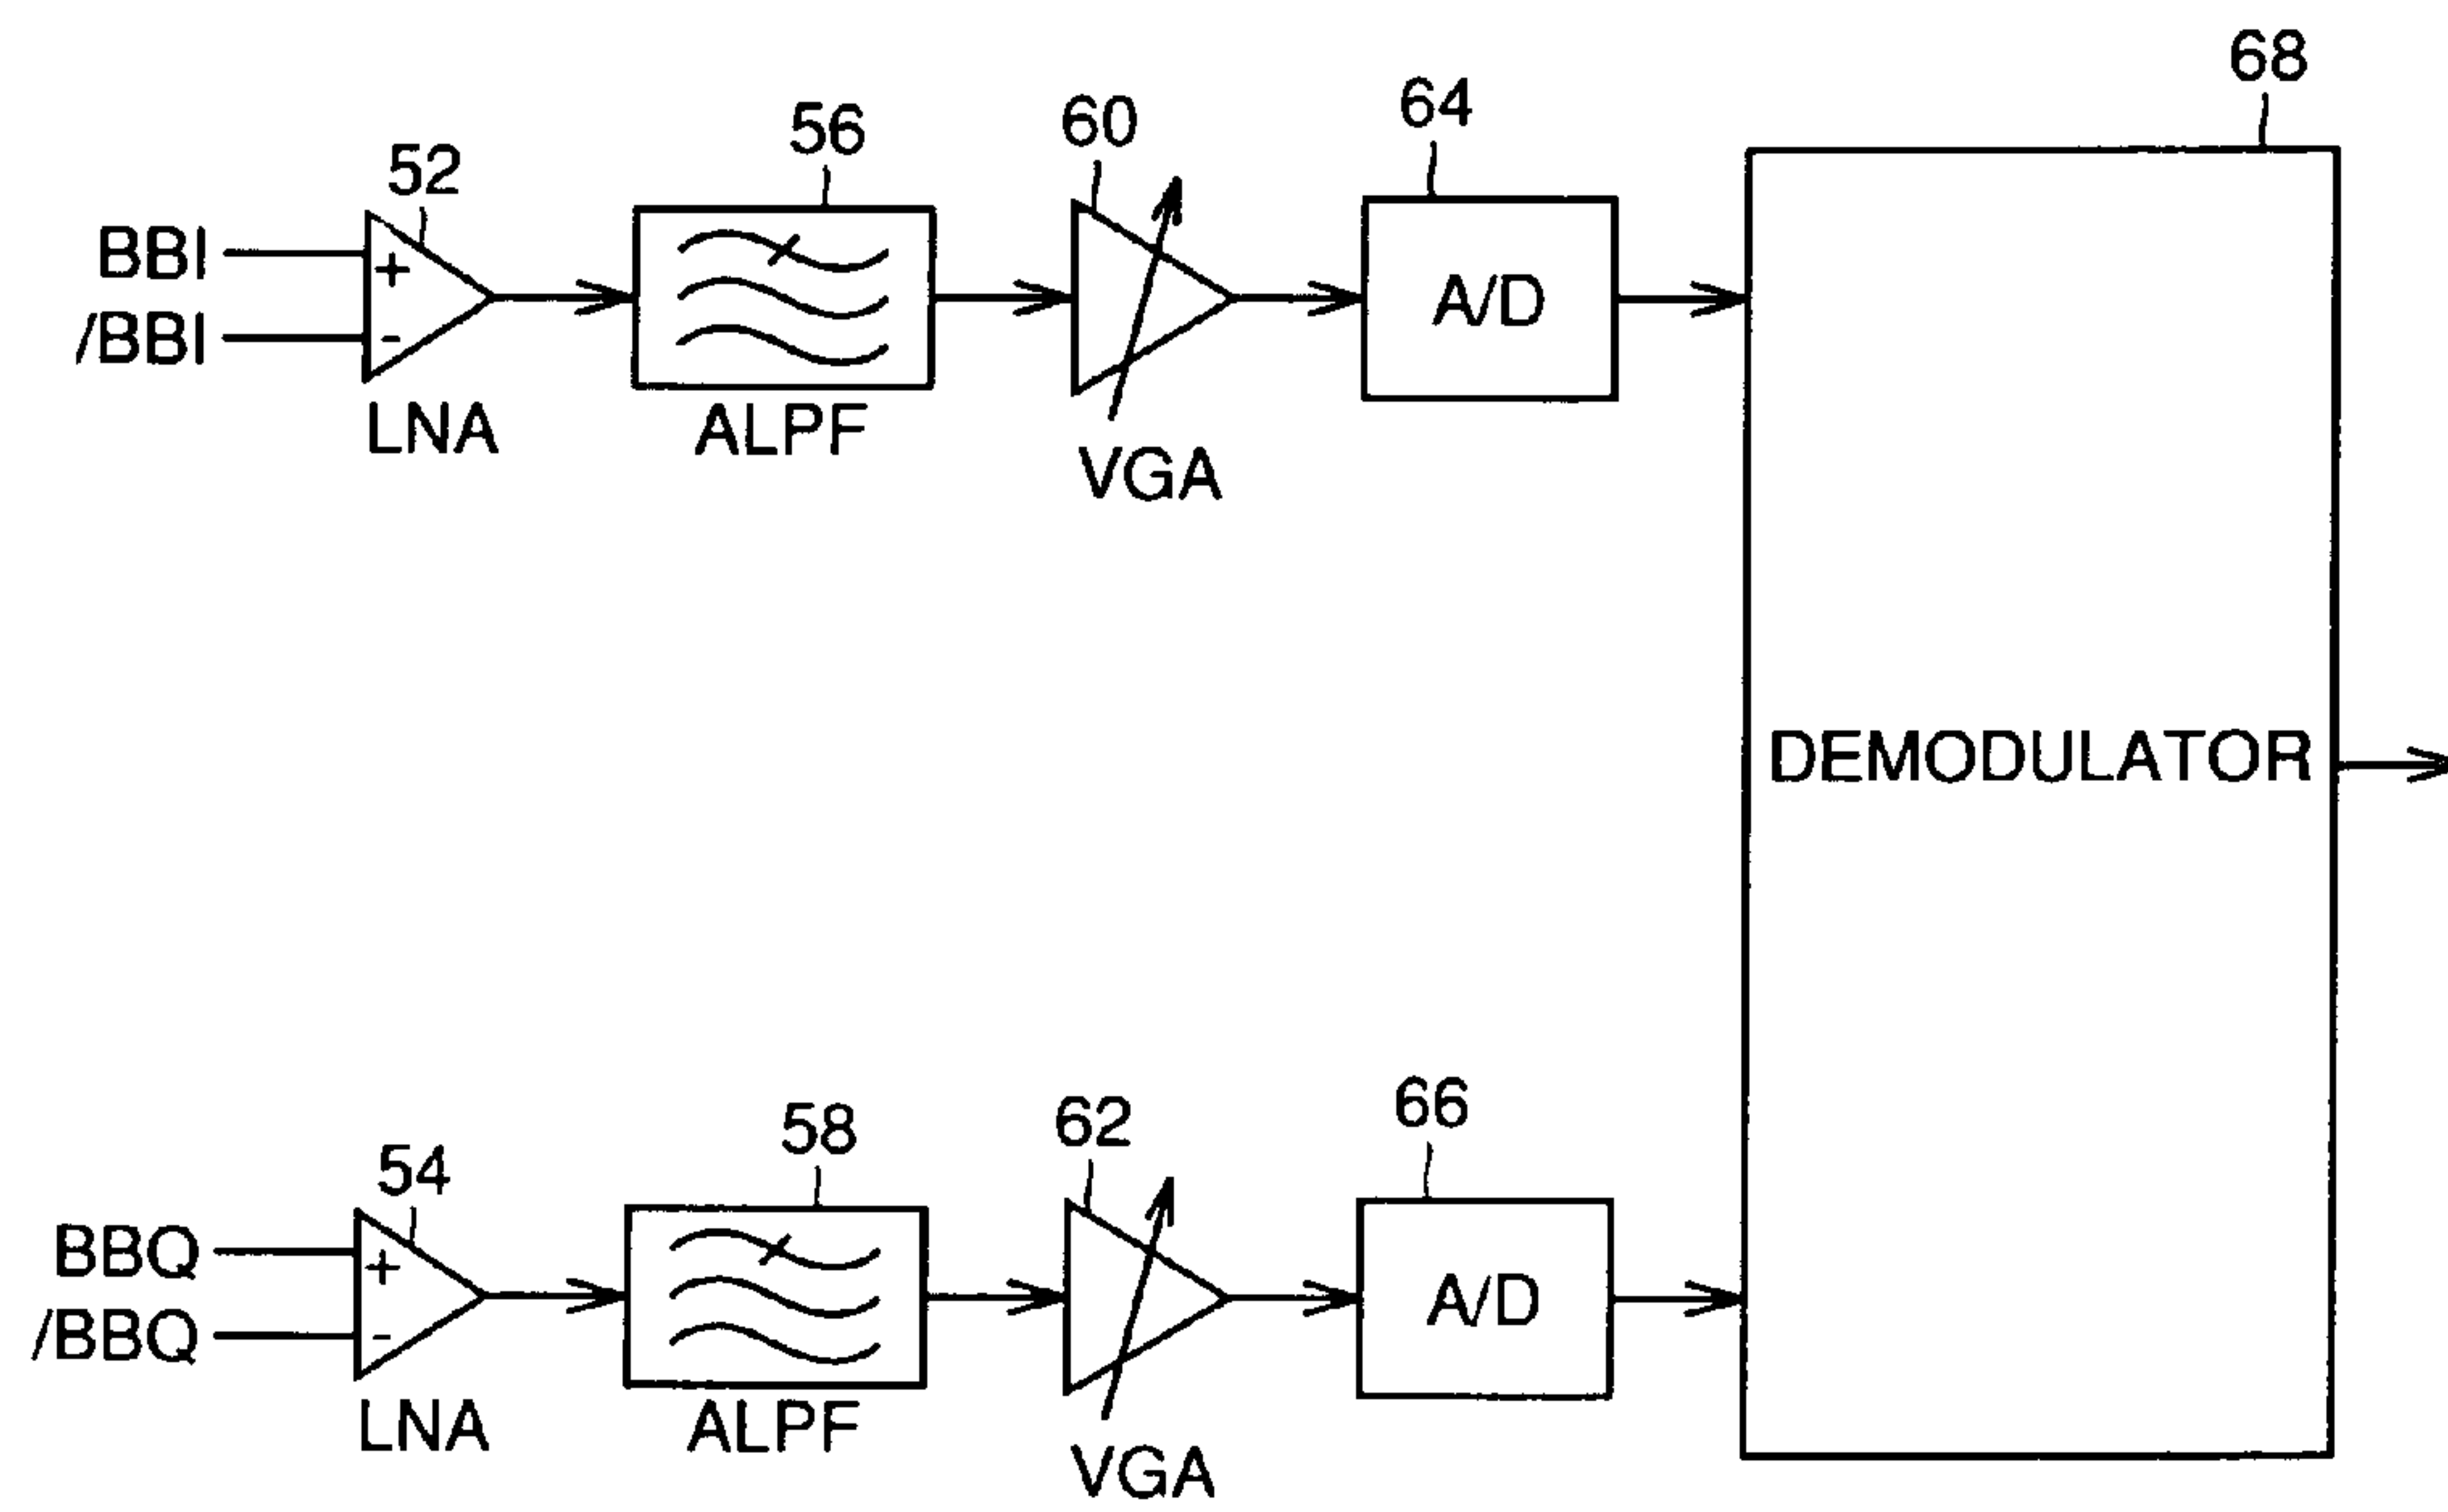 68
64
60
56
52
BBI
+
/BBI
-
A/D
LNA
ALPF
VGA
DEMODULATOR
66
62
58
54
BBQ
+
/BBQ
-
A/D
LNA
ALPF
VGA